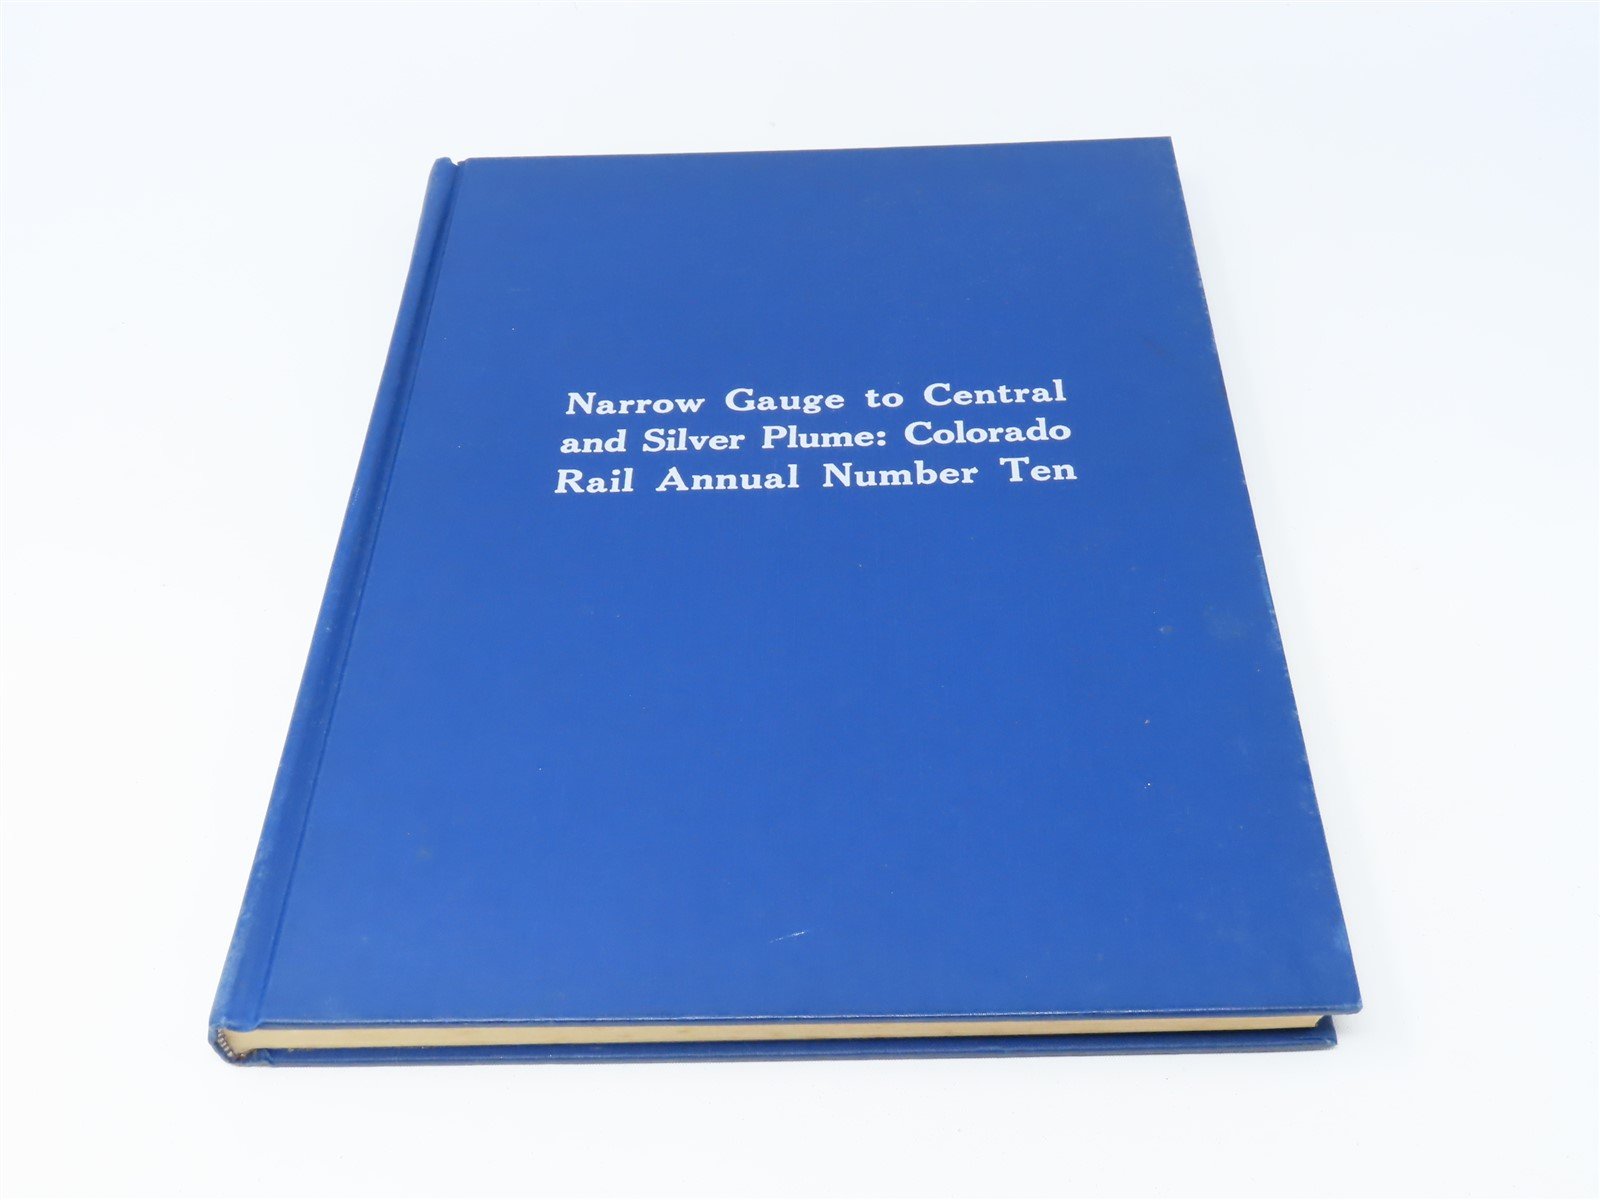 Narrow Gauge to Central
and Silver Plume: Colorado
Rail Annual Number Ten